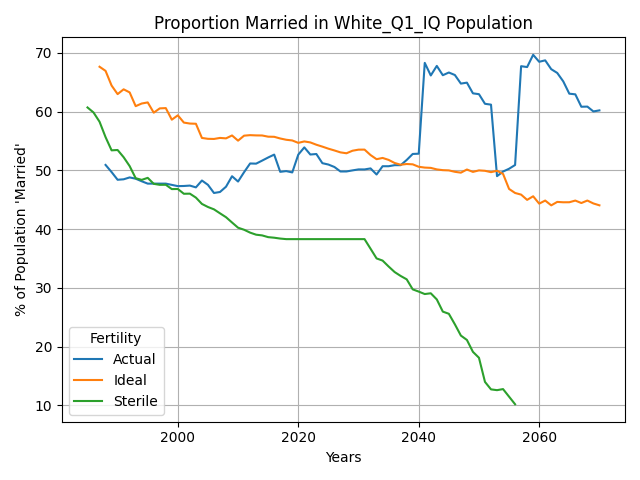 Proportion Married in White_Q1_IQ Population
% of Population 'Married'
70
60
50
40
30
20
10
Fertility
Actual
Ideal
Sterile
2000 2020 2040 2060
Years